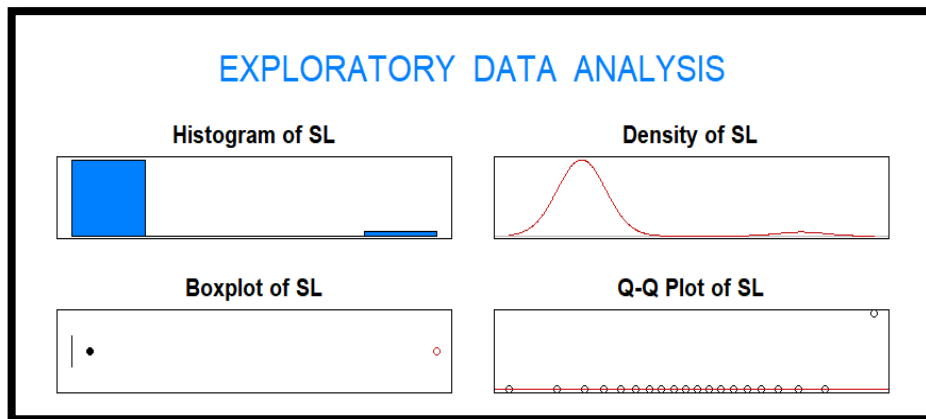 EXPLORATORY DATA ANALYSIS
Histogram of SL
Density of SL
Boxplot of SL
Q-Q Plot of SL